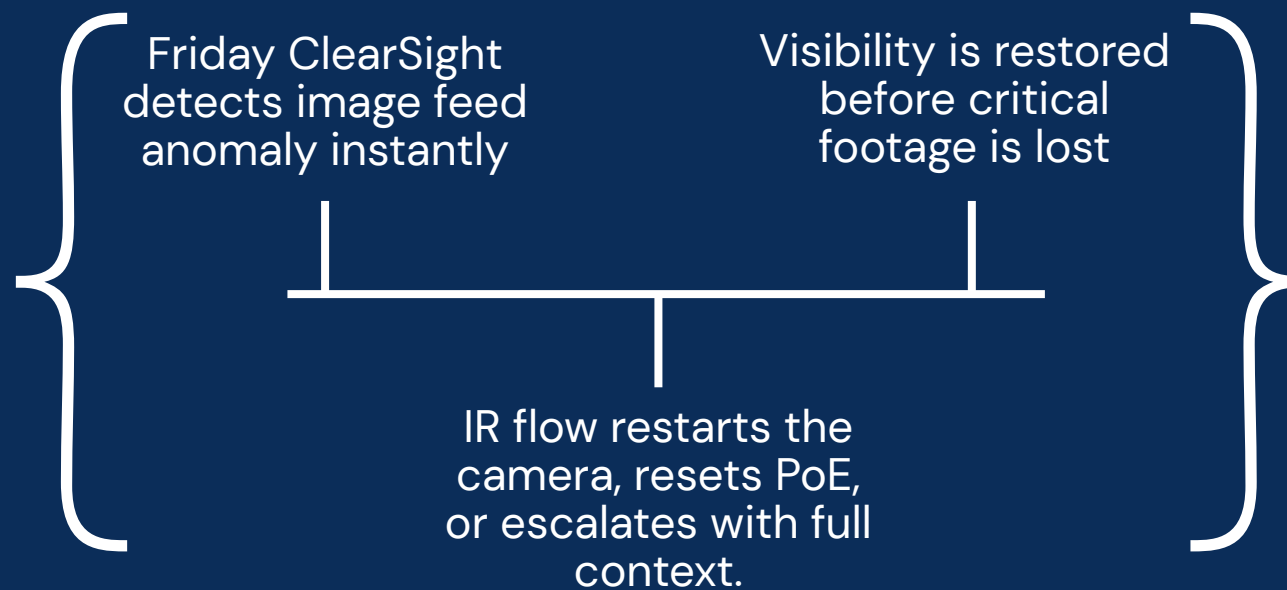 Friday ClearSight
detects image feed
anomaly instantly
Visibility is restored
before critical
footage is lost
IR flow restarts the
camera, resets PoE,
or escalates with full
context.